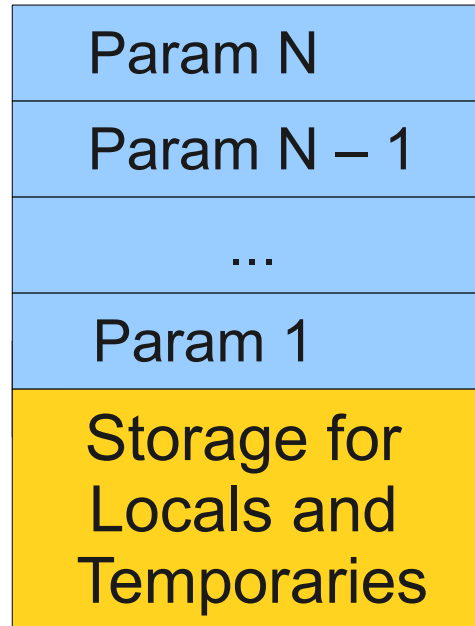 Param N
Param N – 1
...
Param 1
Storage for
Locals and
Temporaries